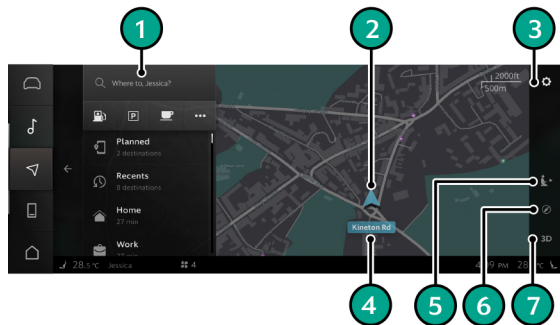 1
2
3
Where to, Jessica?
2000ft
500m
P
Planned
2 destinations
Recents
8 destinations
Home
27 min
Kineton Rd
3D
Work
28.5°C Jessica 4
PM 28
4
5
6
7